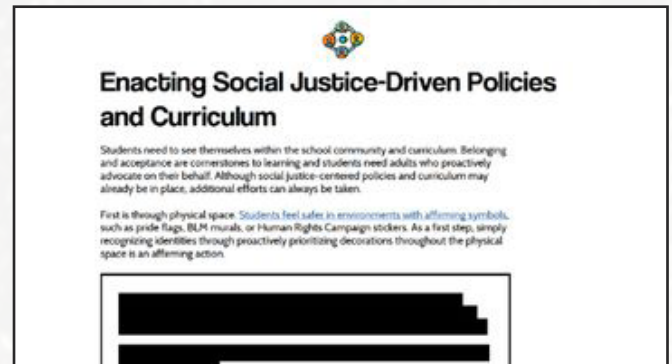 Enacting Social Justice-Driven Policies
and Curriculum
Students need to see themselves within the school community and curriculum. Belonging
and acceptance are cornerstones to learning and students need adults who proactively
advocate on their behalf. Although social justice-centered policies and curriculum may
already be in place, additional efforts can always be taken.
First is through physical space. Students feel safer in environments with affirming symbols,
such as pride flags, BLM murals, or Human Rights Campaign stickers. As a first step, simply
recognizing identities through proactively prioritizing decorations throughout the physical
space is an affirming action.